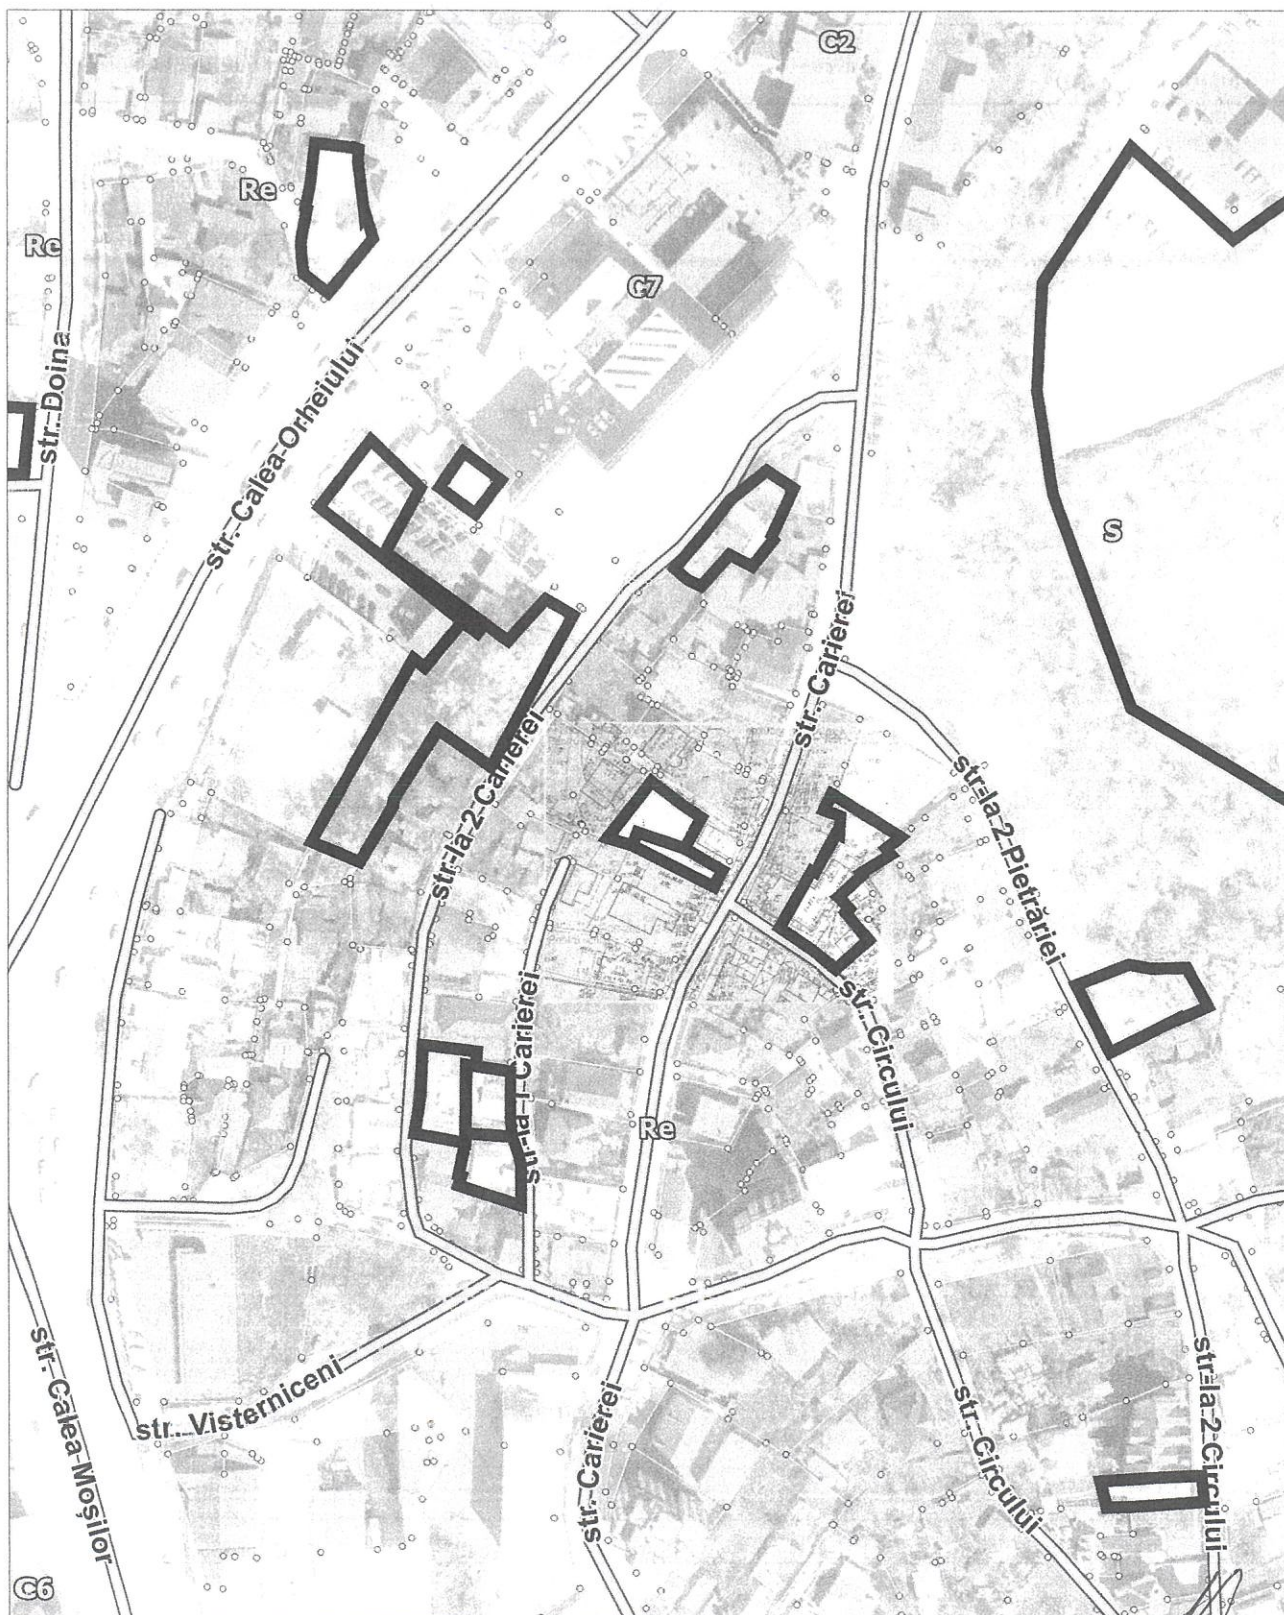 C2
Re
Re
C7
str. Doina
str. Calea Orheiului
S
str. Carierei
str-la 2 Carierei
str-la 2 Pietrăriei
str-la 1 Carierei
str. Circului
Re
str. Visterniceni
str. Calea Moșilor
str. Carierei
str. Circului
str-la 2 Circului
C6